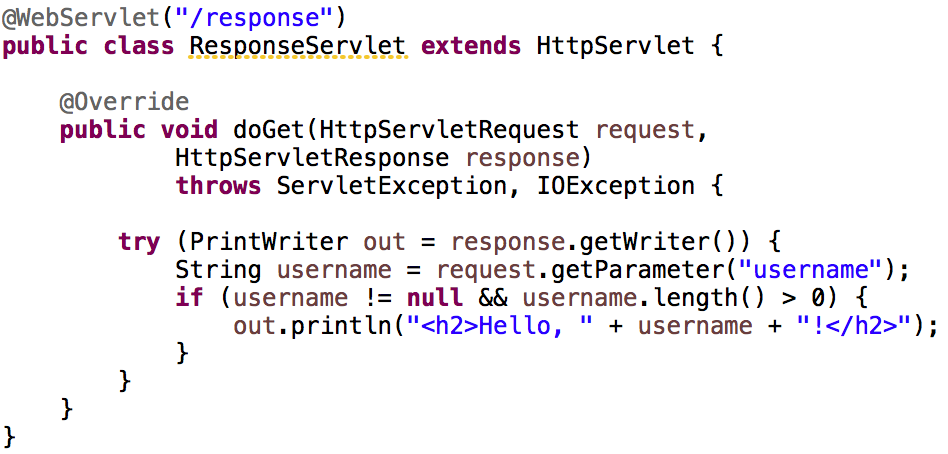 @WebServlet("/response")
public class ResponseServlet extends HttpServlet {
@Override
public void doGet(HttpServletRequest request,
HttpServletResponse response)
throws ServletException, IOException {
try (PrintWriter out = response.getWriter()) {
String username = request.getParameter("username");
if (username != null && username.length() > 0) {
out.println("<h2>Hello, " + username + "!</h2>");
}
}
}
}